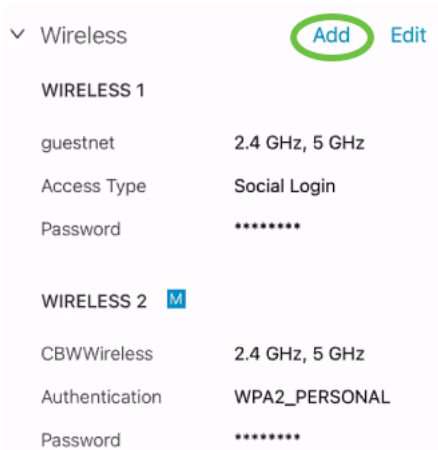 Wireless Add Edit
WIRELESS 1
guestnet 2.4 GHz, 5 GHz
Access Type Social Login
Password ********
WIRELESS 2 M
CBWWireless 2.4 GHz, 5 GHz
Authentication WPA2_PERSONAL
Password ********